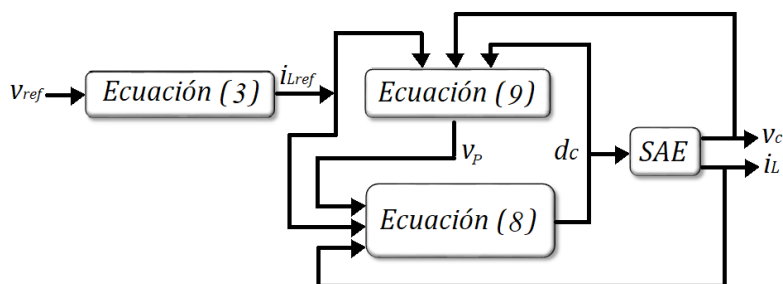 v_ref
Ecuación (3)
i_Lref
Ecuación (9)
v_P
d_C
SAE
v_c
i_L
Ecuación (8)